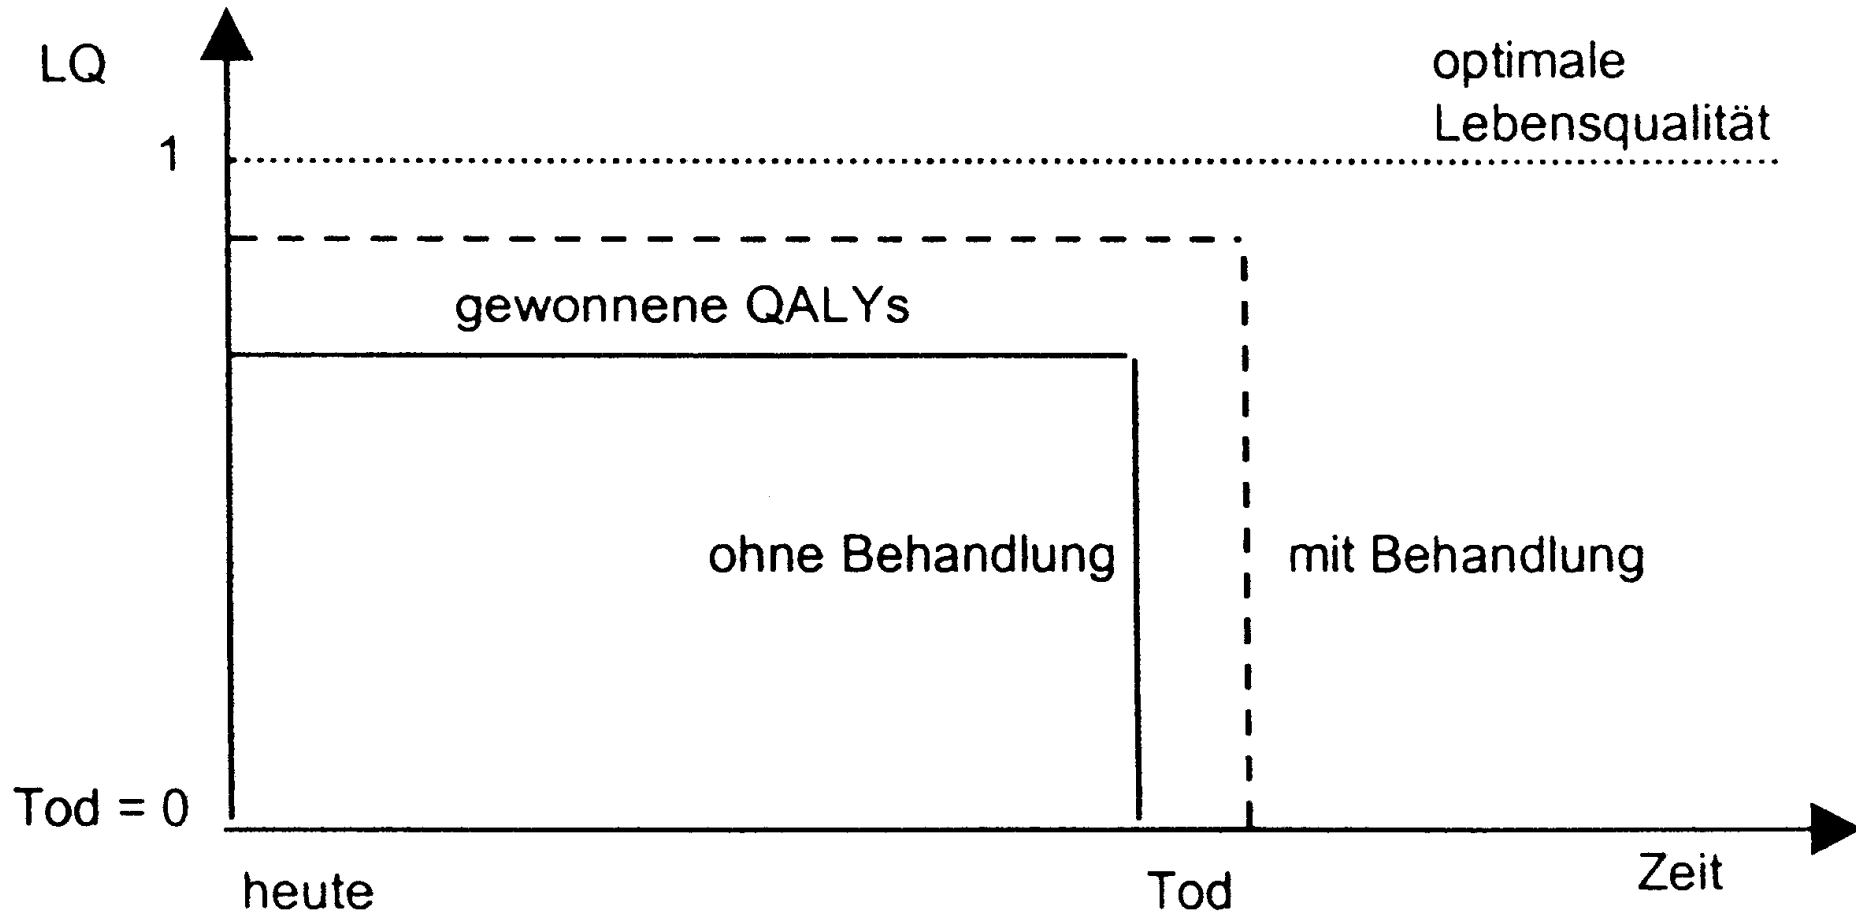 LQ
optimale
Lebensqualität
1
gewonnene QALYs
ohne Behandlung
mit Behandlung
Tod = 0
heute
Tod
Zeit